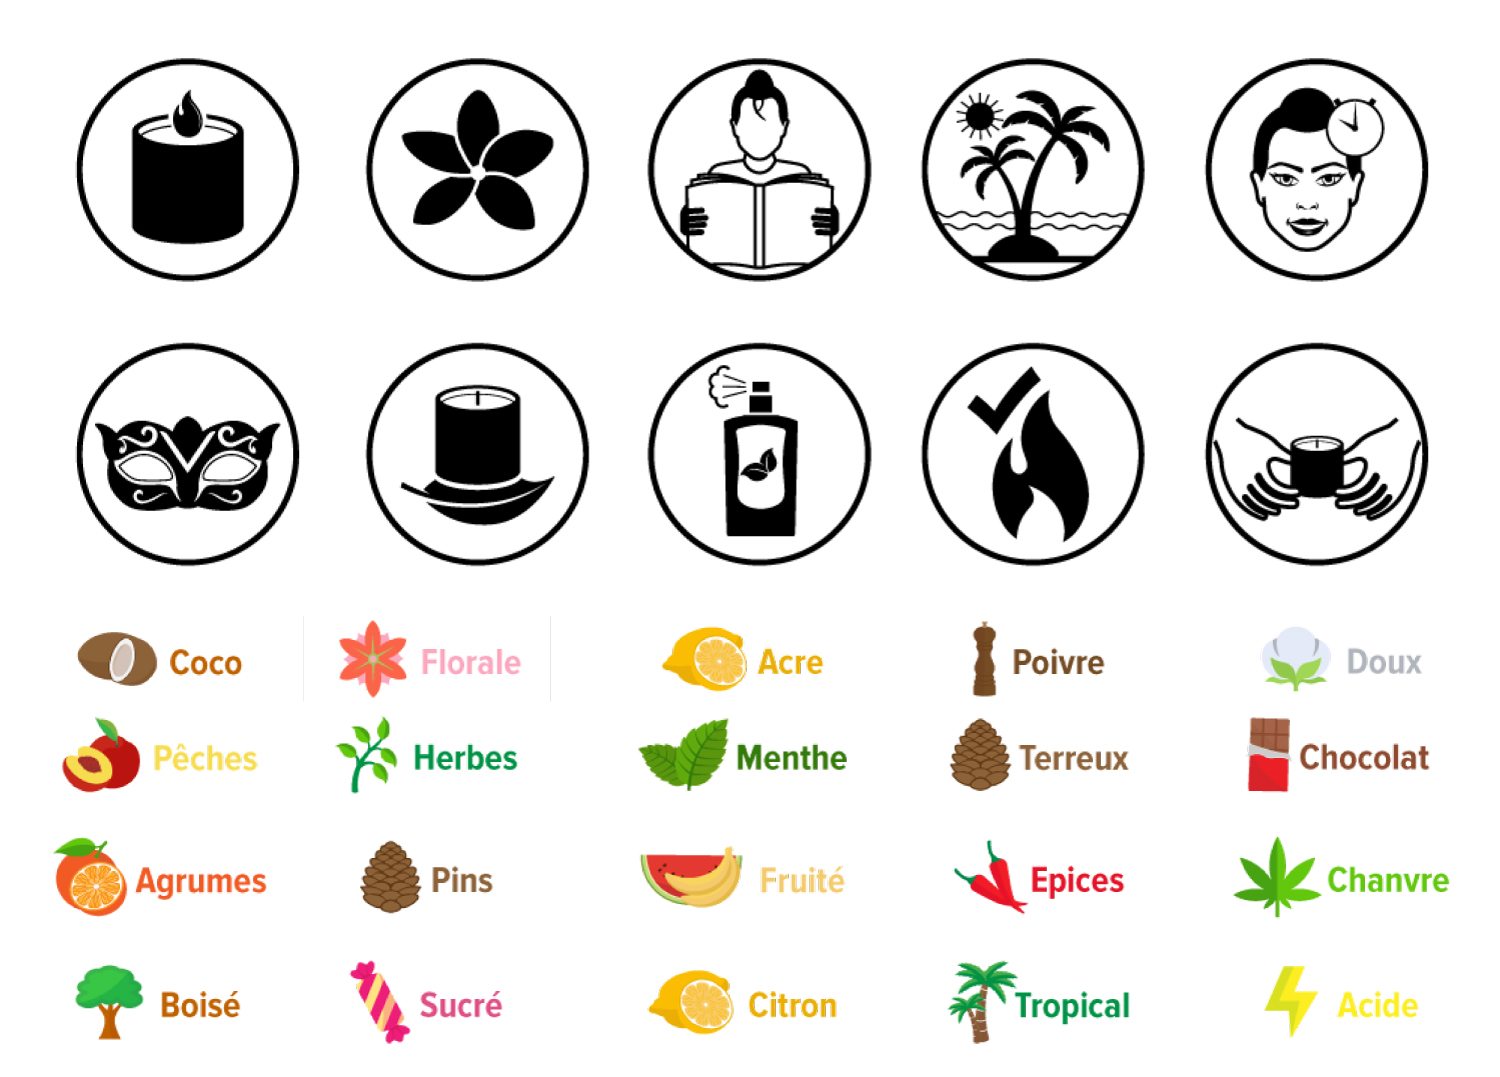 Coco
Florale
Acre
Poivre
Doux
Pêches
Herbes
Menthe
Terreux
Chocolat
Agrumes
Pins
Fruité
Epices
Chanvre
Boisé
Sucré
Citron
Tropical
Acide